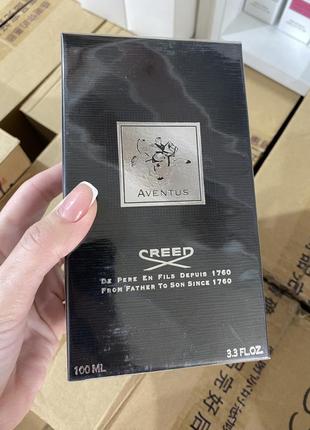 AVENTUS
CREED
DE PERE EN FILS DEPUIS 1760
FROM FATHER TO SON SINCE 1760
100 ML
3.3 FL.OZ.